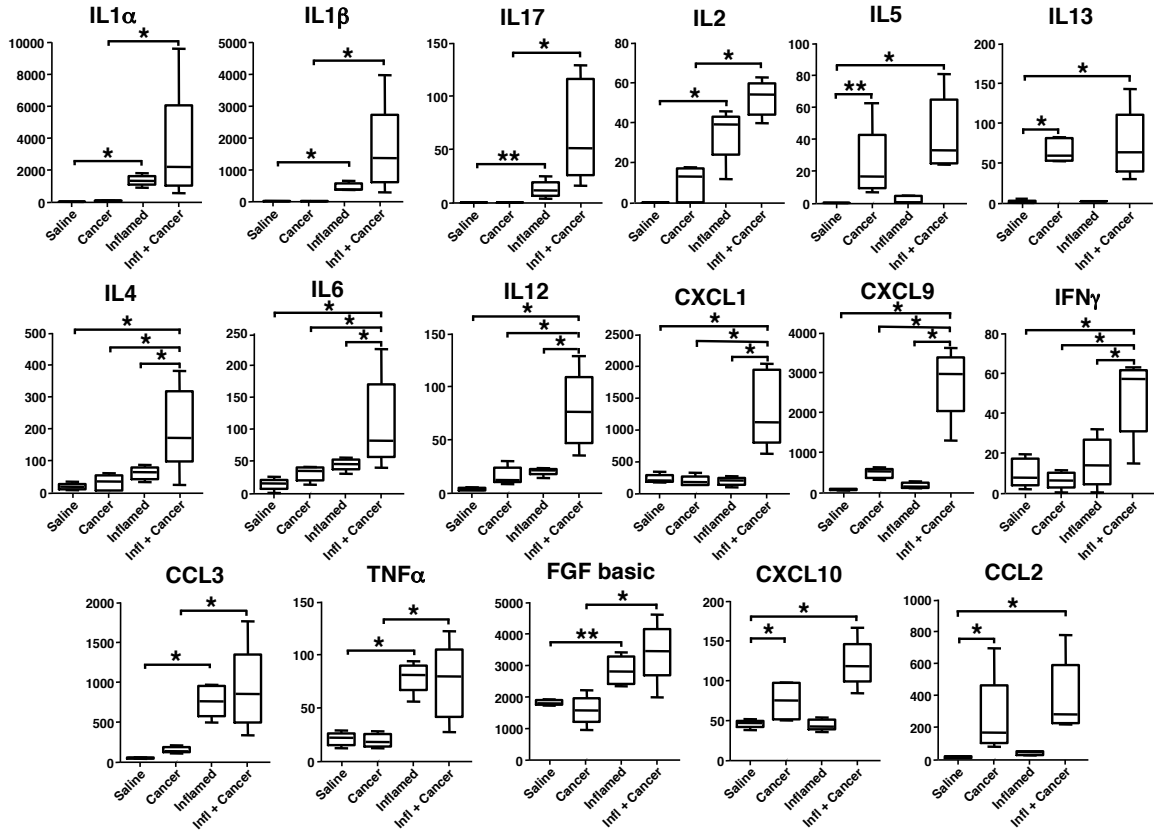 IL1α IL1β IL17 IL2 IL5 IL13
10000 8000 6000 4000 2000 0 * *
Saline Cancer Inflamed Infl + Cancer
5000 4000 3000 2000 1000 0 * *
Saline Cancer Inflamed Infl + Cancer
150 100 50 0 ** *
Saline Cancer Inflamed Infl + Cancer
80 60 40 20 0 * *
Saline Cancer Inflamed Infl + Cancer
100 80 60 40 20 0 ** *
Saline Cancer Inflamed Infl + Cancer
200 150 100 50 0 * *
Saline Cancer Inflamed Infl + Cancer
IL4 IL6 IL12 CXCL1 CXCL9 IFNγ
500 400 300 200 100 0 * * *
Saline Cancer Inflamed Infl + Cancer
250 200 150 100 50 0 * * *
Saline Cancer Inflamed Infl + Cancer
150 100 50 0 * * *
Saline Cancer Inflamed Infl + Cancer
2500 2000 1500 1000 500 0 * * *
Saline Cancer Inflamed Infl + Cancer
4000 3000 2000 1000 0 * * *
Saline Cancer Inflamed Infl + Cancer
80 60 40 20 0 * * *
Saline Cancer Inflamed Infl + Cancer
CCL3 TNFα FGF basic CXCL10 CCL2
2000 1500 1000 500 0 * *
Saline Cancer Inflamed Infl + Cancer
150 100 50 0 * *
Saline Cancer Inflamed Infl + Cancer
5000 4000 3000 2000 1000 0 ** *
Saline Cancer Inflamed Infl + Cancer
200 150 100 50 0 * *
Saline Cancer Inflamed Infl + Cancer
1000 800 600 400 200 0 * *
Saline Cancer Inflamed Infl + Cancer